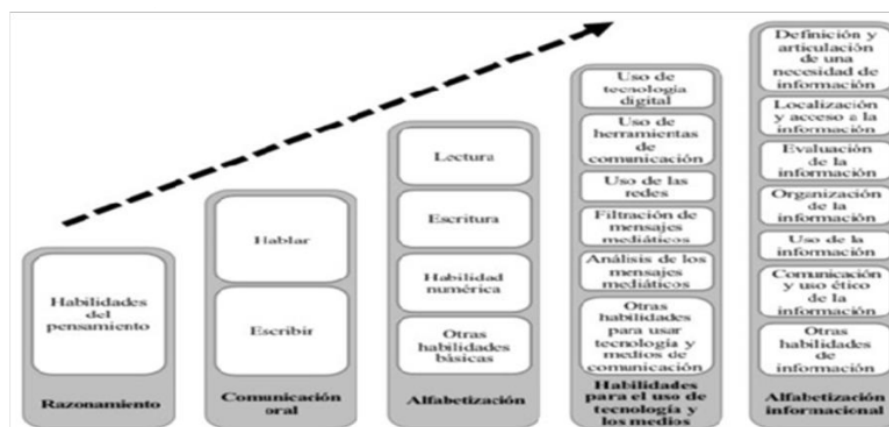 Habilidades
del
pensamiento
Razonamiento
Hablar
Escribir
Comunicación
oral
Lectura
Escritura
Habilidad
numérica
Otras
habilidades
básicas
Alfabetización
Uso de
tecnología
digital
Uso de
herramientas
de
comunicación
Uso de las
redes
Filtración de
mensajes
mediáticos
Análisis de los
mensajes
mediáticos
Otras
habilidades
para usar
tecnología y
medios de
comunicación
Habilidades
para el uso de
tecnología y
los medios
Definición y
articulación
de una
necesidad de
información
Localización
y acceso a la
información
Evaluación
de la
información
Organización
de la
información
Uso de la
información
Comunicación
y uso ético
de la
información
Otras
habilidades
de
información
Alfabetización
informacional